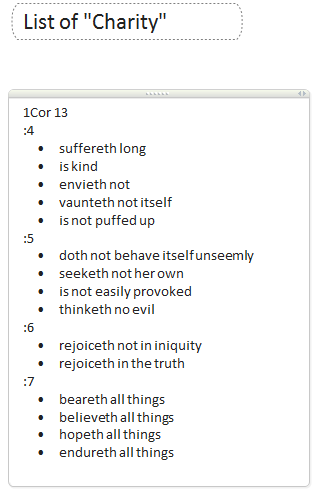 List of "Charity"
1Cor 13
:4
• suffereth long
• is kind
• envieth not
• vaunteth not itself
• is not puffed up
:5
• doth not behave itself unseemly
• seeketh not her own
• is not easily provoked
• thinketh no evil
:6
• rejoiceth not in iniquity
• rejoiceth in the truth
:7
• beareth all things
• believeth all things
• hopeth all things
• endureth all things